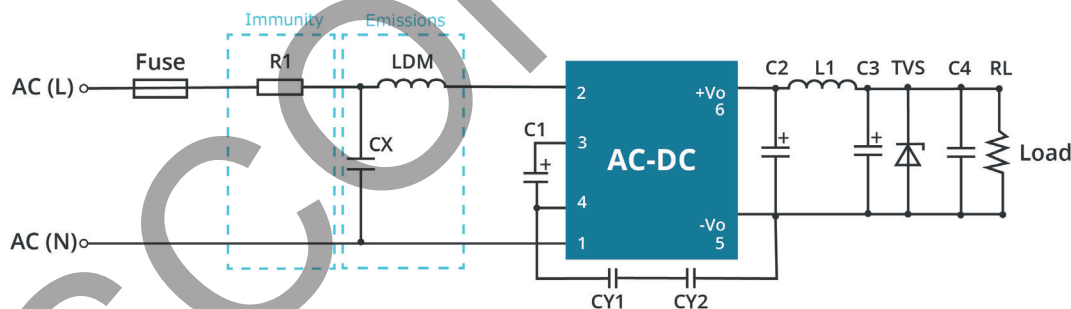 Immunity
Emissions
Fuse
R1
LDM
C2
L1
C3
TVS
C4
RL
AC (L)
2
+Vo
6
C1
CX
3
AC-DC
Load
4
-Vo
5
AC (N)
1
CY1
CY2